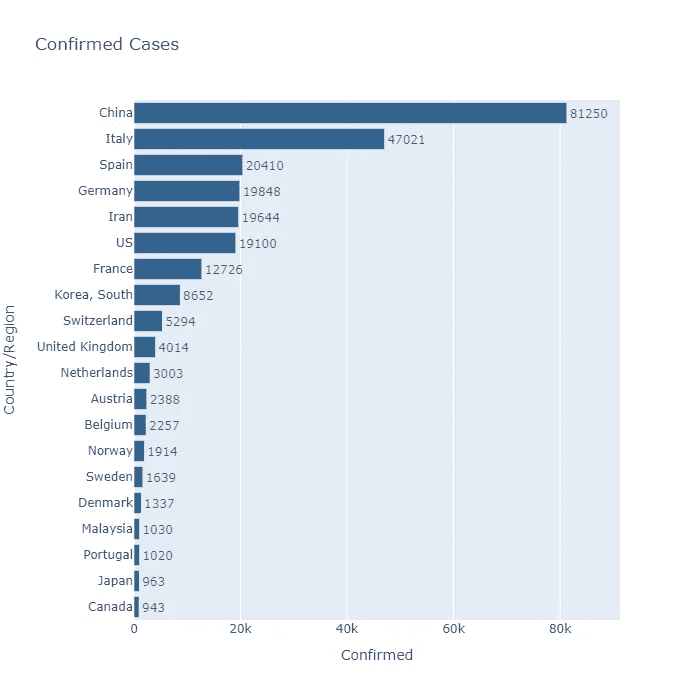 Confirmed Cases
Country/Region
China 81250
Italy 47021
Spain 20410
Germany 19848
Iran 19644
US 19100
France 12726
Korea, South 8652
Switzerland 5294
United Kingdom 4014
Netherlands 3003
Austria 2388
Belgium 2257
Norway 1914
Sweden 1639
Denmark 1337
Malaysia 1030
Portugal 1020
Japan 963
Canada 943
0 20k 40k 60k 80k
Confirmed